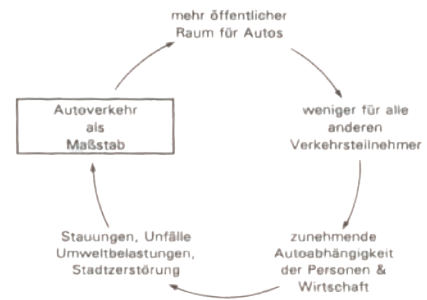 mehr öffentlicher
Raum für Autos
weniger für alle
anderen
Verkehrsteilnehmer
zunehmende
Autoabhängigkeit
der Personen &
Wirtschaft
Stauungen, Unfälle
Umweltbelastungen,
Stadtzerstörung
Autoverkehr
als
Maßstab